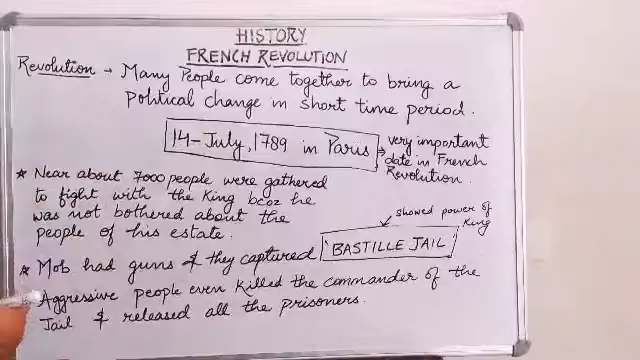 HISTORY
FRENCH REVOLUTION
Revolution → Many People come together to bring a
Political change in short time period.
14-July, 1789 in Paris → very important
date in French
Revolution.
★ Near about 7000 people were gathered
to fight with the King bcoz he
was not bothered about the
people of his estate.
showed power of
King
★ Mob had guns & they captured BASTILLE JAIL
Aggressive people even killed the commander of the
Jail & released all the prisoners.